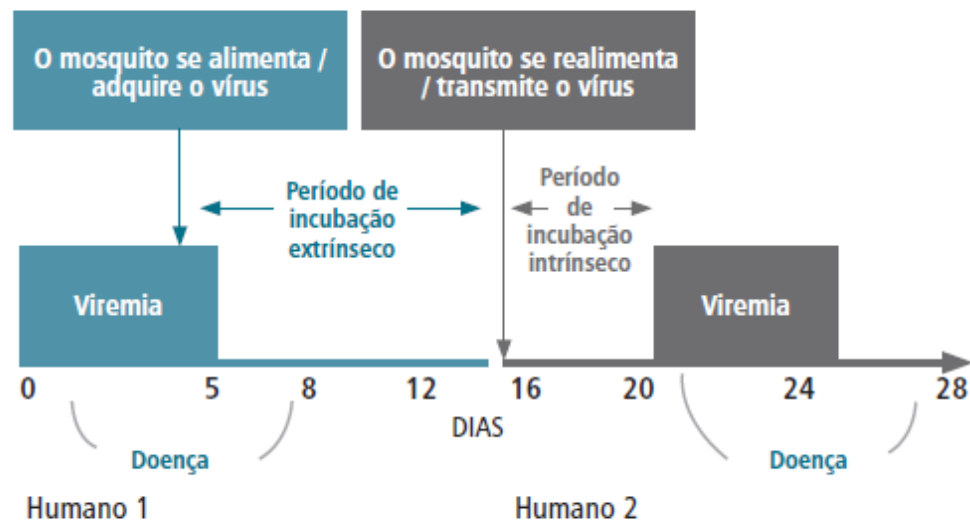 O mosquito se alimenta /
adquire o vírus
O mosquito se realimenta
/ transmite o vírus
Período de
incubação
extrínseco
Período
de
incubação
intrínseco
Viremia
Viremia
0 5 8 12 16 20 24 28
DIAS
Doença
Doença
Humano 1
Humano 2